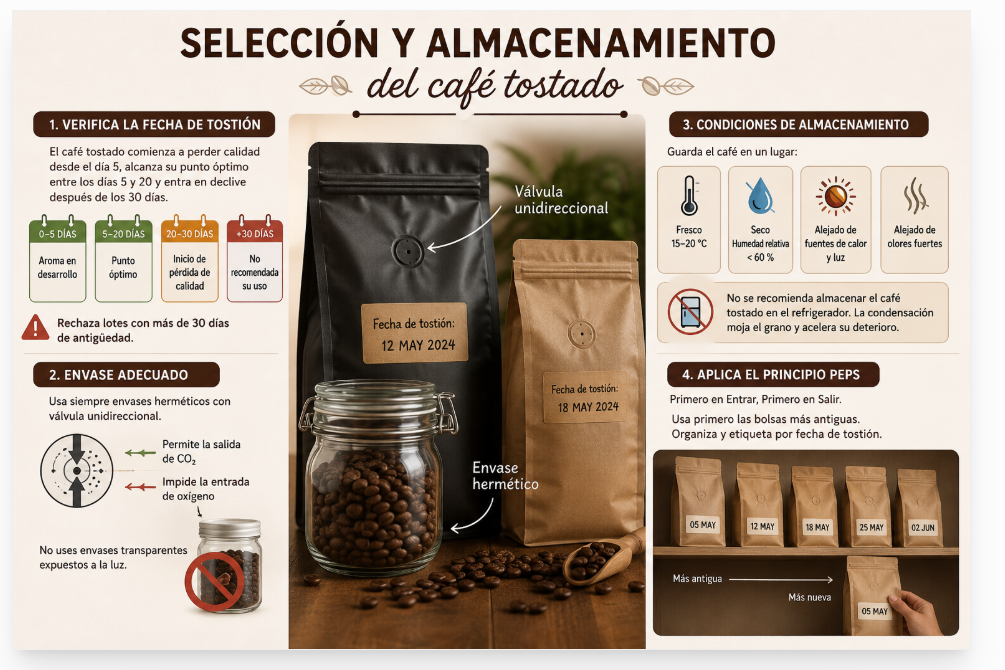 SELECCIÓN Y ALMACENAMIENTO
del café tostado
1. VERIFICA LA FECHA DE TOSTIÓN
El café tostado comienza a perder calidad
desde el día 5, alcanza su punto óptimo
entre los días 5 y 20 y entra en declive
después de los 30 días.
0–5 DÍAS
Aroma en
desarrollo
5–20 DÍAS
Punto
óptimo
20–30 DÍAS
Inicio de
pérdida de
calidad
+30 DÍAS
No
recomendada
su uso
Rechaza lotes con más de 30 días
de antigüedad.
2. ENVASE ADECUADO
Usa siempre envases herméticos con
válvula unidireccional.
Permite la salida
de CO₂
Impide la entrada
de oxígeno
No uses envases transparentes
expuestos a la luz.
Válvula
unidireccional
Fecha de tostión:
12 MAY 2024
Fecha de tostión:
18 MAY 2024
Envase
hermético
3. CONDICIONES DE ALMACENAMIENTO
Guarda el café en un lugar:
Fresco
15–20 °C
Seco
Humedad relativa
< 60 %
Alejado de
fuentes de calor
y luz
Alejado de
olores fuertes
No se recomienda almacenar el café
tostado en el refrigerador. La condensación
moja el grano y acelera su deterioro.
4. APLICA EL PRINCIPIO PEPS
Primero en Entrar, Primero en Salir.
Usa primero las bolsas más antiguas.
Organiza y etiqueta por fecha de tostión.
05 MAY
12 MAY
18 MAY
25 MAY
02 JUN
Más antigua
Más nueva
05 MAY